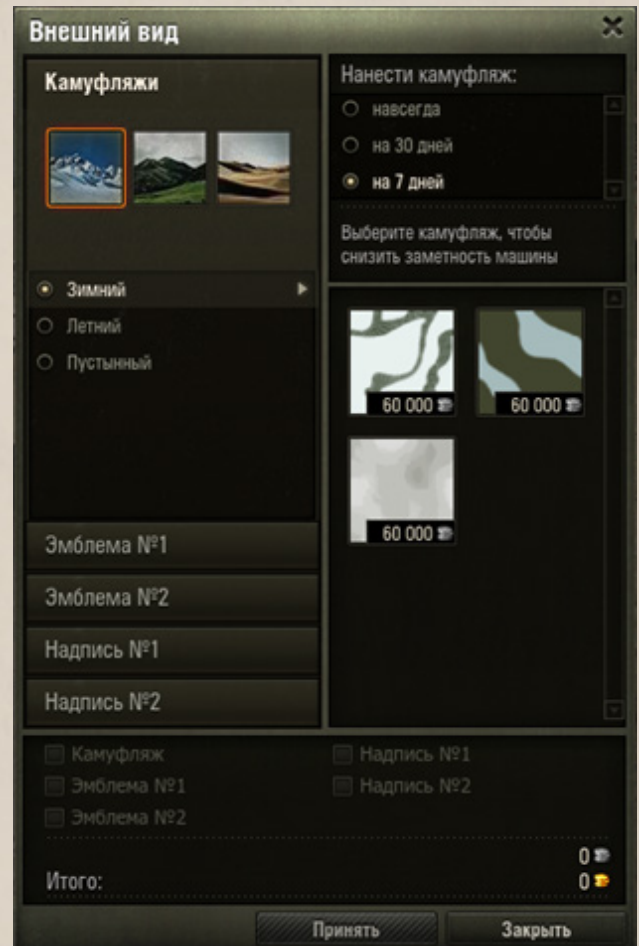 Внешний вид
Камуфляжи
Зимний
Летний
Пустынный
Эмблема №1
Эмблема №2
Надпись №1
Надпись №2
Нанести камуфляж:
навсегда
на 30 дней
на 7 дней
Выберите камуфляж, чтобы
снизить заметность машины
60 000
60 000
60 000
Камуфляж
Эмблема №1
Эмблема №2
Надпись №1
Надпись №2
0
Итого:
0
Принять
Закрыть